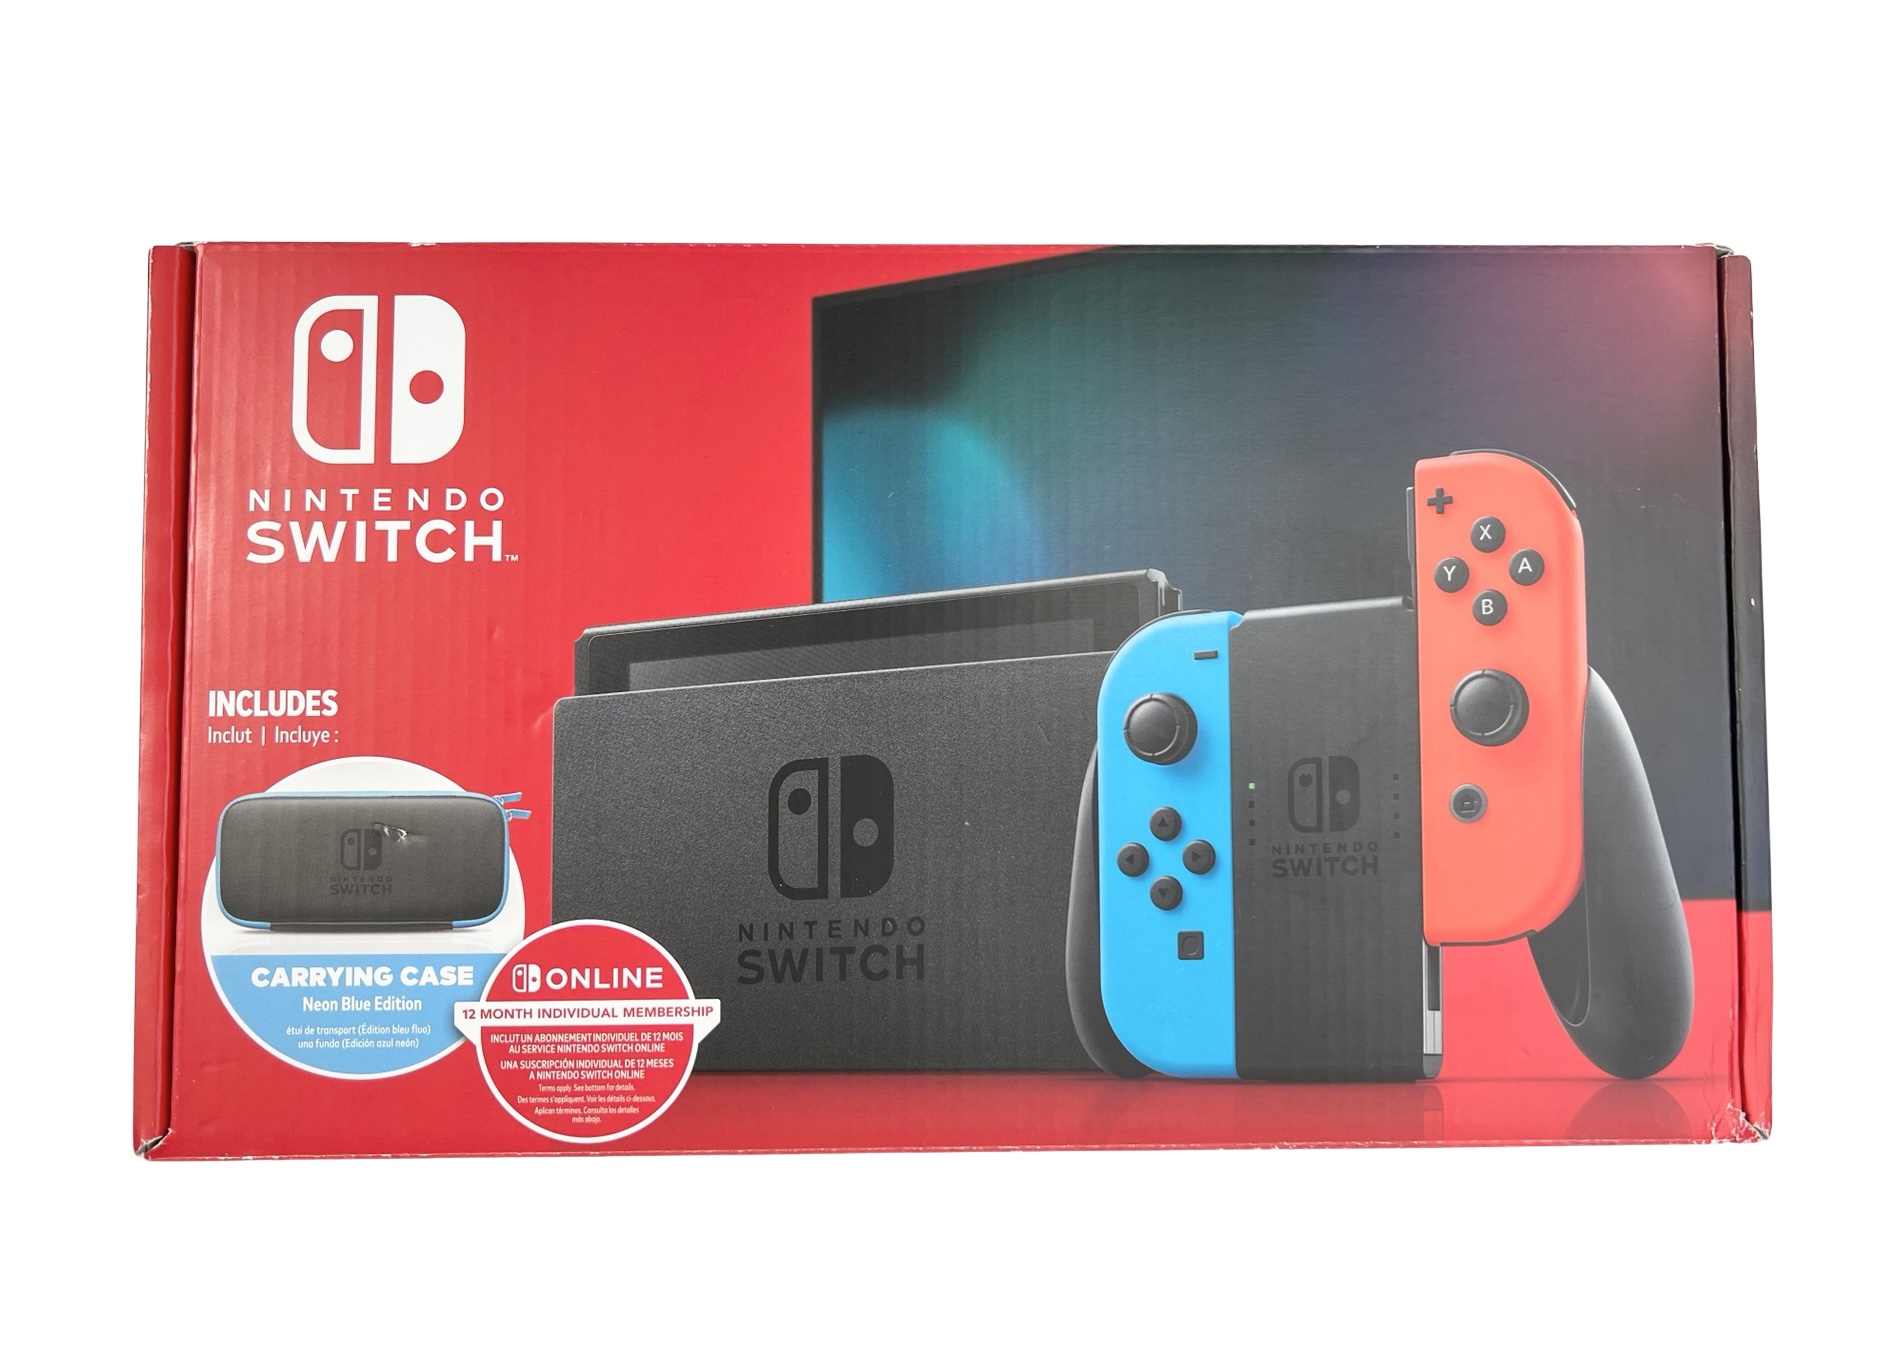 NINTENDO
SWITCH™
INCLUDES
Inclut | Incluye :
NINTENDO
SWITCH
CARRYING CASE
Neon Blue Edition
étui de transport (Édition bleu fluo)
una funda (Edición azul neón)
ONLINE
12 MONTH INDIVIDUAL MEMBERSHIP
INCLUT UN ABONNEMENT INDIVIDUEL DE 12 MOIS
AU SERVICE NINTENDO SWITCH ONLINE
UNA SUSCRIPCIÓN INDIVIDUAL DE 12 MESES
A NINTENDO SWITCH ONLINE
Terms apply. See bottom for details.
Des termes s'appliquent. Voir les détails ci-dessous.
Aplican términos. Consulta los detalles
más abajo.
NINTENDO
SWITCH
NINTENDO
SWITCH
X
Y
A
B